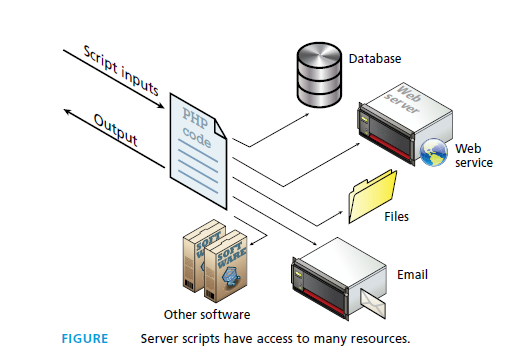 Script inputs
Output
PHP
code
Database
Web
server
Web
service
Files
Email
SOFT
WARE
SOFT
WARE
Other software
FIGURE Server scripts have access to many resources.